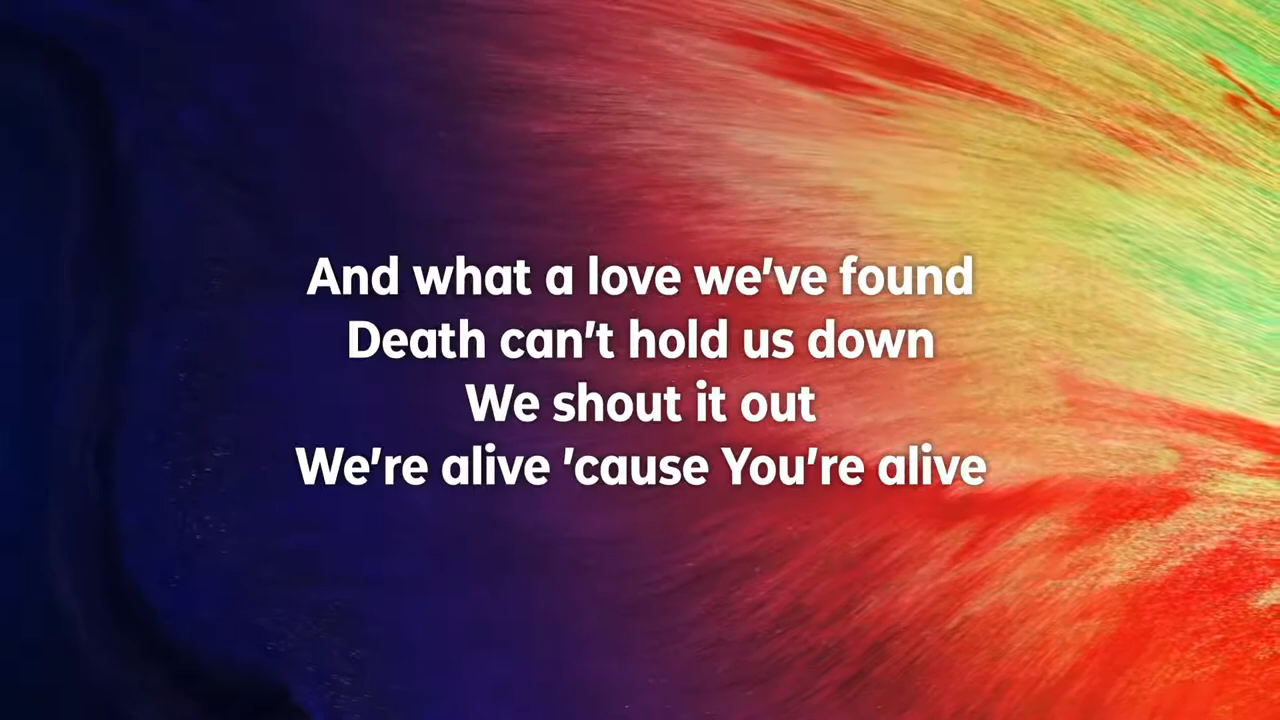 And what a love we've found
Death can't hold us down
We shout it out
We're alive 'cause You're alive